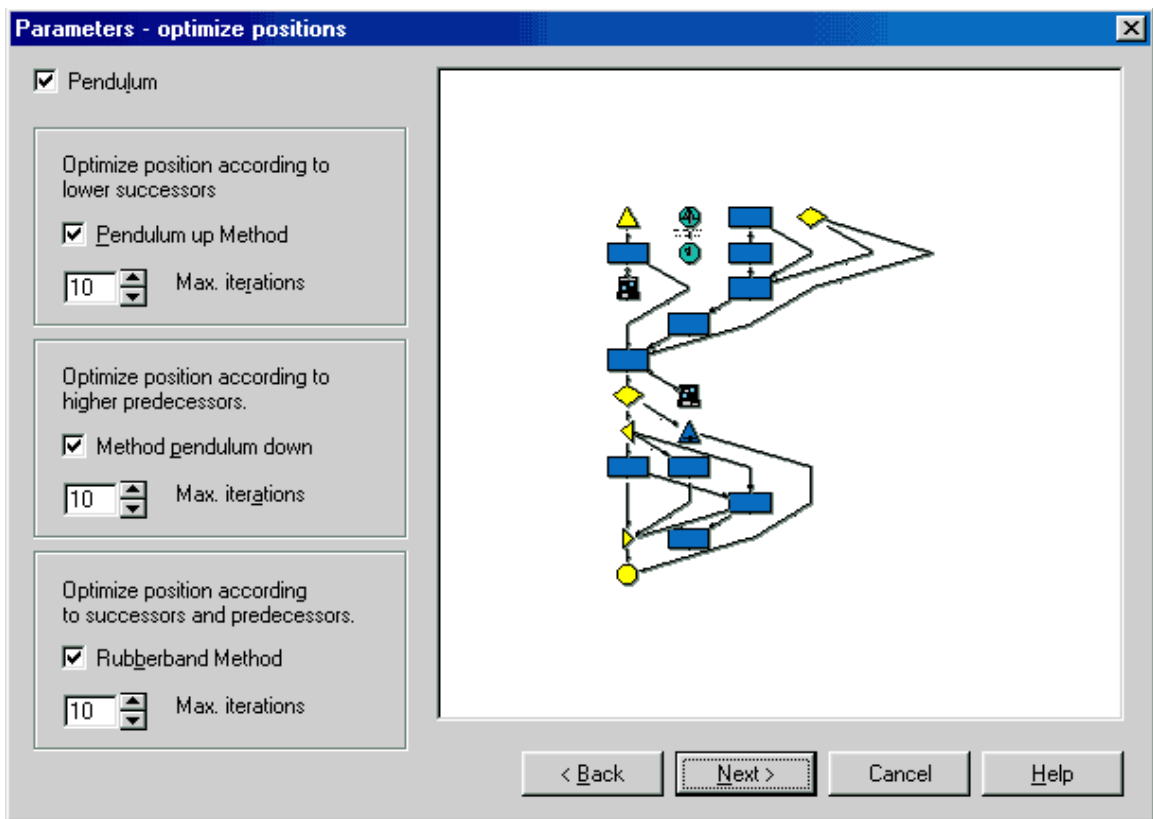 Parameters - optimize positions
Pendulum
Optimize position according to
lower successors
Pendulum up Method
10 Max. iterations
Optimize position according to
higher predecessors.
Method pendulum down
10 Max. iterations
Optimize position according
to successors and predecessors.
Rubberband Method
10 Max. iterations
< Back Next > Cancel Help